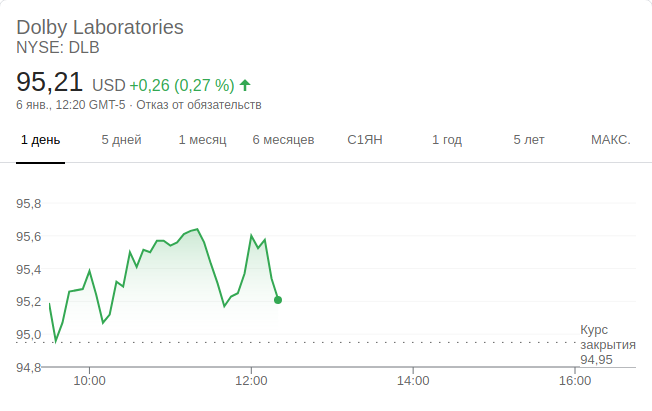 Dolby Laboratories
NYSE: DLB
95,21 USD +0,26 (0,27 %)
6 янв., 12:20 GMT-5 · Отказ от обязательств
1 день 5 дней 1 месяц 6 месяцев С1ЯН 1 год 5 лет МАКС.
95,8
95,6
95,4
95,2
95,0
94,8
Курс
закрытия
94,95
10:00 12:00 14:00 16:00